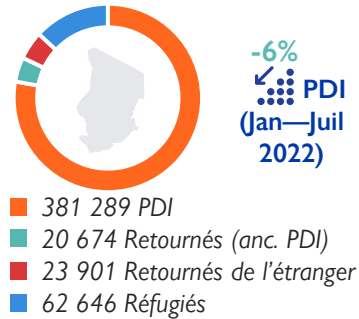 -6%
PDI
(Jan—Juil
2022)
381 289 PDI
20 674 Retournés (anc. PDI)
23 901 Retournés de l'étranger
62 646 Réfugiés